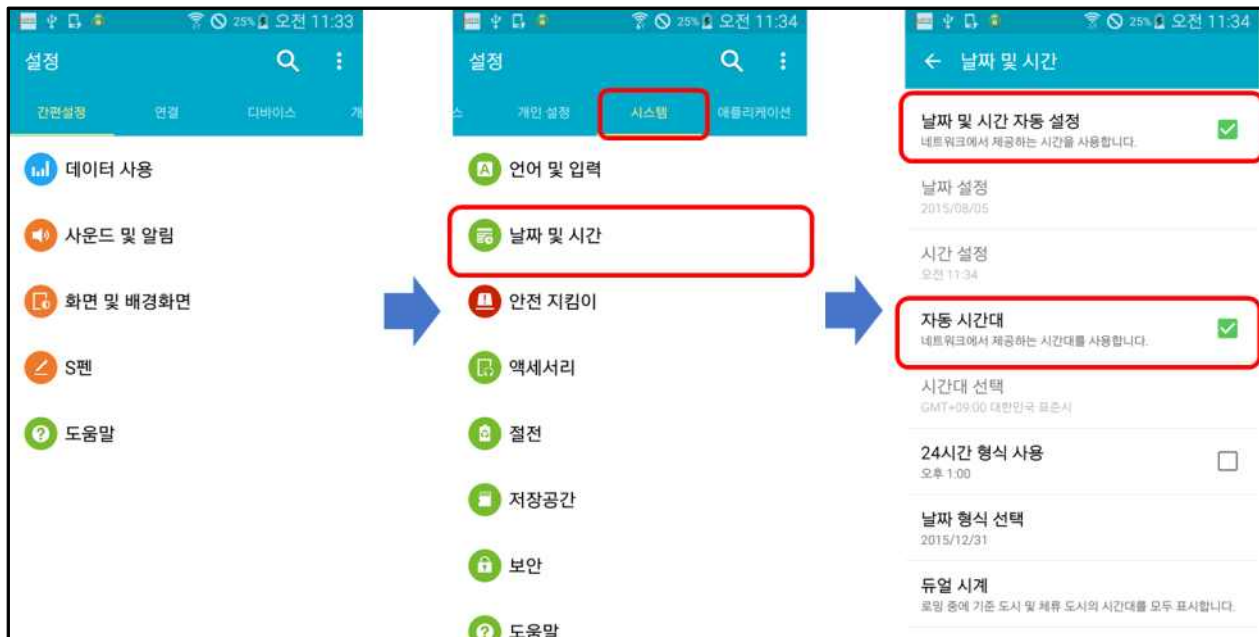 25% 오전 11:33
설정
간편설정 연결 디바이스 개
데이터 사용
사운드 및 알림
화면 및 배경화면
S펜
도움말
25% 오전 11:34
설정
스 개인 설정 시스템 애플리케이션
언어 및 입력
날짜 및 시간
안전 지킴이
액세서리
절전
저장공간
보안
도움말
25% 오전 11:34
날짜 및 시간
날짜 및 시간 자동 설정
네트워크에서 제공하는 시간을 사용합니다.
날짜 설정
2015/08/05
시간 설정
오전 11:34
자동 시간대
네트워크에서 제공하는 시간대를 사용합니다.
시간대 선택
GMT+09:00 대한민국 표준시
24시간 형식 사용
오후 1:00
날짜 형식 선택
2015/12/31
듀얼 시계
로밍 중에 기준 도시 및 체류 도시의 시간대를 모두 표시합니다.